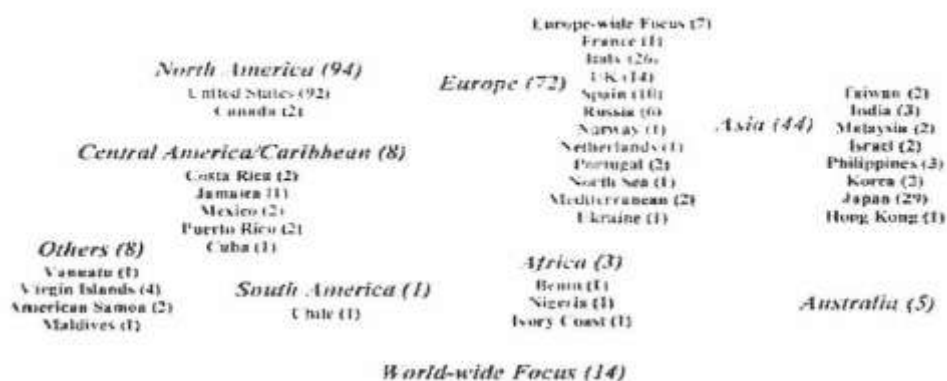 North America (94)
United States (92)
Canada (2)
Central America/Caribbean (8)
Costa Rica (2)
Jamaica (1)
Mexico (2)
Puerto Rico (2)
Cuba (1)
Others (8)
Vanuatu (1)
Virgin Islands (4)
American Samoa (2)
Maldives (1)
South America (1)
Chile (1)
Europe (72)
Europe-wide Focus (7)
France (1)
Italy (26)
UK (14)
Spain (10)
Russia (6)
Norway (1)
Netherlands (1)
Portugal (2)
North Sea (1)
Mediterranean (2)
Ukraine (1)
Africa (3)
Benin (1)
Nigeria (1)
Ivory Coast (1)
Asia (44)
Taiwan (2)
India (3)
Malaysia (2)
Israel (2)
Philippines (3)
Korea (2)
Japan (29)
Hong Kong (1)
Australia (5)
World-wide Focus (14)